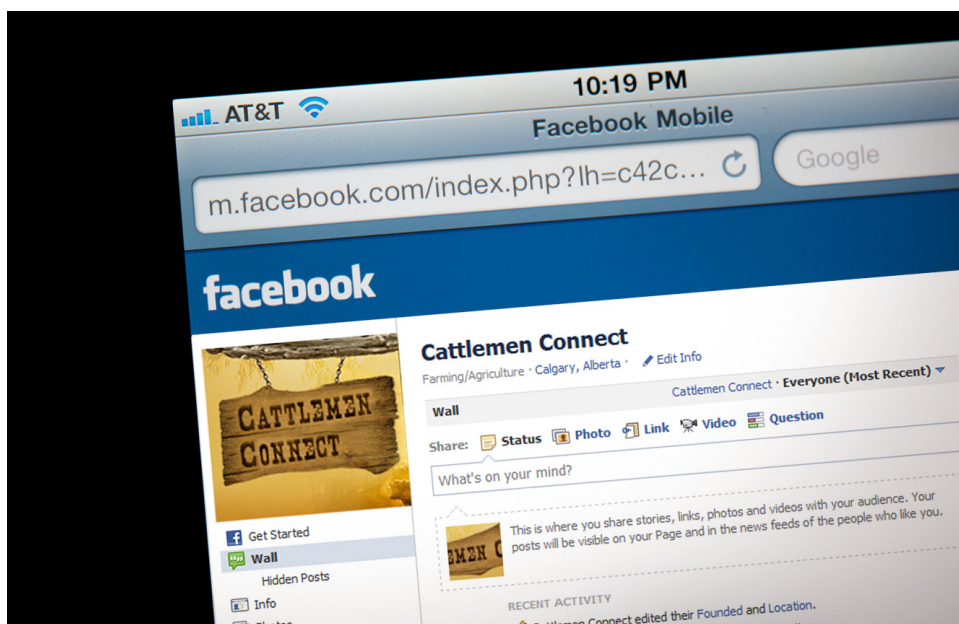 AT&T
10:19 PM
Facebook Mobile
m.facebook.com/index.php?lh=c42c...
Google
facebook
CATTLEMEN
CONNECT
Cattlemen Connect
Farming/Agriculture · Calgary, Alberta · Edit Info
Wall
Cattlemen Connect · Everyone (Most Recent)
Share: Status Photo Link Video Question
What's on your mind?
EMEN C
This is where you share stories, links, photos and videos with your audience. Your
posts will be visible on your Page and in the news feeds of the people who like you.
Get Started
Wall
Hidden Posts
Info
RECENT ACTIVITY
Cattlemen Connect edited their Founded and Location.